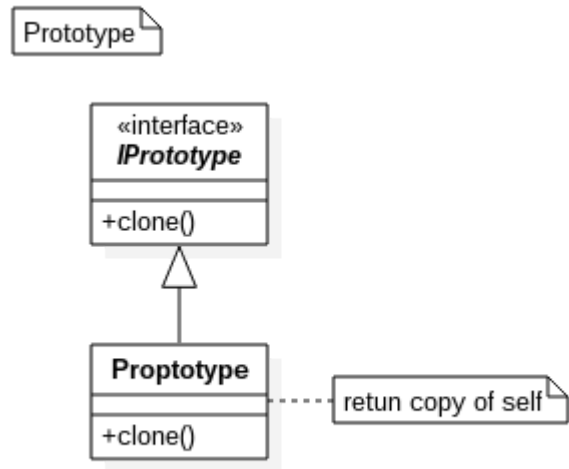 Prototype
«interface»
IPrototype
+clone()
Proptotype
+clone()
retun copy of self